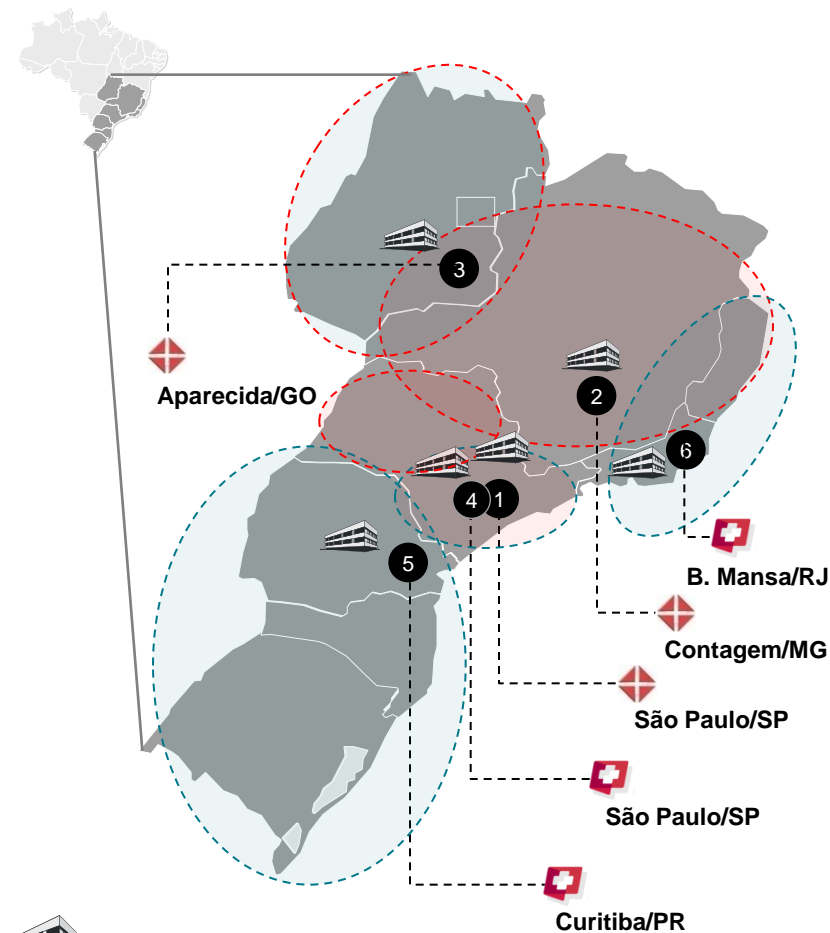 3
Aparecida/GO
2
6
4
1
5
B. Mansa/RJ
Contagem/MG
São Paulo/SP
São Paulo/SP
Curitiba/PR